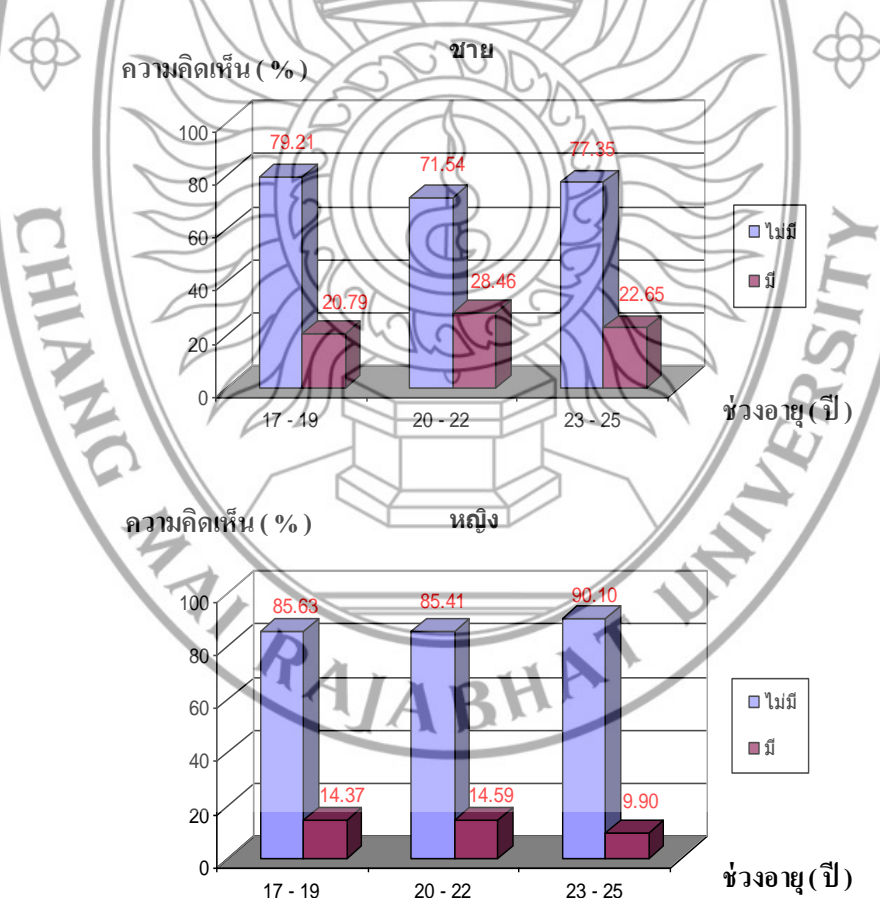 ชาย
ความคิดเห็น ( % )
100
80
60
40
20
0
79.21
20.79
71.54
28.46
77.35
22.65
17 - 19
20 - 22
23 - 25
ช่วงอายุ ( ปี )
ไม่มี
มี
หญิง
ความคิดเห็น ( % )
100
80
60
40
20
0
85.63
14.37
85.41
14.59
90.10
9.90
17 - 19
20 - 22
23 - 25
ช่วงอายุ ( ปี )
ไม่มี
มี
CHIANG MAI RAJABHAT UNIVERSITY